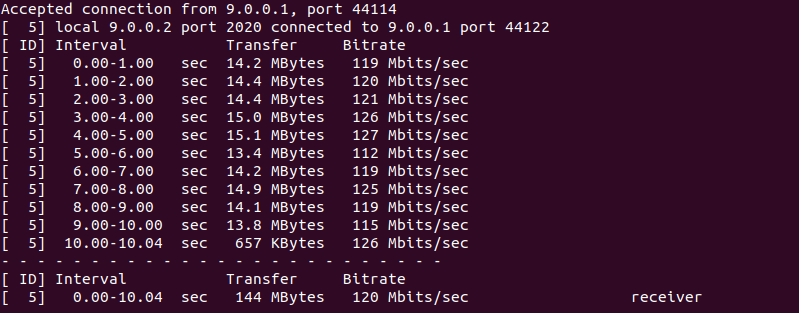 Accepted connection from 9.0.0.1, port 44114
[  5] local 9.0.0.2 port 2020 connected to 9.0.0.1 port 44122
[ ID] Interval           Transfer     Bitrate
[  5]   0.00-1.00   sec  14.2 MBytes   119 Mbits/sec
[  5]   1.00-2.00   sec  14.4 MBytes   120 Mbits/sec
[  5]   2.00-3.00   sec  14.4 MBytes   121 Mbits/sec
[  5]   3.00-4.00   sec  15.0 MBytes   126 Mbits/sec
[  5]   4.00-5.00   sec  15.1 MBytes   127 Mbits/sec
[  5]   5.00-6.00   sec  13.4 MBytes   112 Mbits/sec
[  5]   6.00-7.00   sec  14.2 MBytes   119 Mbits/sec
[  5]   7.00-8.00   sec  14.9 MBytes   125 Mbits/sec
[  5]   8.00-9.00   sec  14.1 MBytes   119 Mbits/sec
[  5]   9.00-10.00  sec  13.8 MBytes   115 Mbits/sec
[  5]  10.00-10.04  sec   657 KBytes   126 Mbits/sec
- - - - - - - - - - - - - - - - - - - - - - - - -
[ ID] Interval           Transfer     Bitrate
[  5]   0.00-10.04  sec   144 MBytes   120 Mbits/sec                  receiver